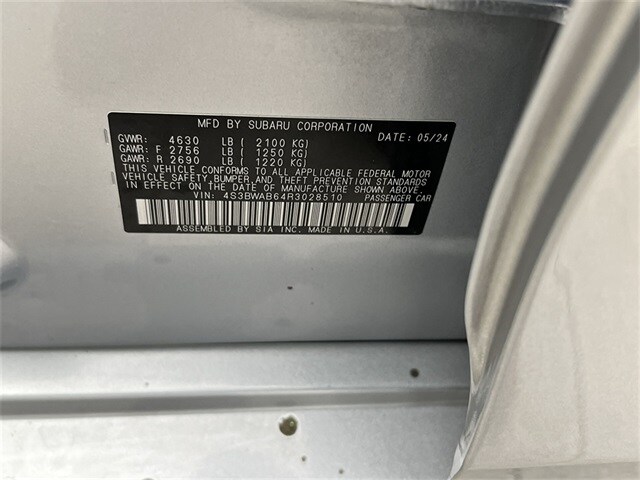 MFD BY SUBARU CORPORATION
GVWR: 4630 LB ( 2100 KG) DATE: 05/24
GAWR: F 2756 LB ( 1250 KG)
GAWR: R 2690 LB ( 1220 KG)
THIS VEHICLE CONFORMS TO ALL APPLICABLE FEDERAL MOTOR
VEHICLE SAFETY, BUMPER, AND THEFT PREVENTION STANDARDS
IN EFFECT ON THE DATE OF MANUFACTURE SHOWN ABOVE.
VIN: 4S3BWAB64R3028510 PASSENGER CAR
ASSEMBLED BY SIA INC. MADE IN U.S.A.